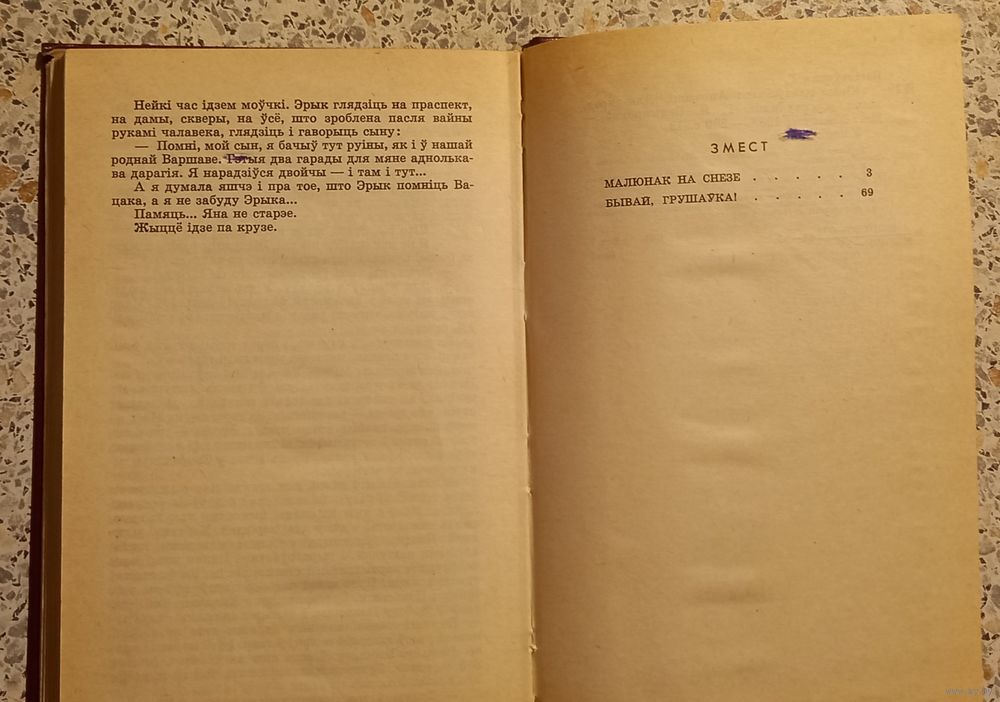 Нейкі час ідзем моўчкі. Эрык глядзіць на праспект,
на дамы, скверы, на ўсё, што зроблена пасля вайны
рукамі чалавека, глядзіць і гаворыць сыну:
— Помні, мой сын, я бачыў тут руіны, як і ў нашай
роднай Варшаве. Гэтыя два гарады для мяне аднолька-
ва дарагія. Я нарадзіўся двойчы — і там і тут...
А я думала яшчэ і пра тое, што Эрык помніць Ва-
цака, а я не забуду Эрыка...
Памяць... Яна не старэе.
Жыццё ідзе па крузе.
ЗМЕСТ
МАЛЮНАК НА СНЕЗЕ . . . . . . 3
БЫВАЙ, ГРУШАЎКА! . . . . . . 69